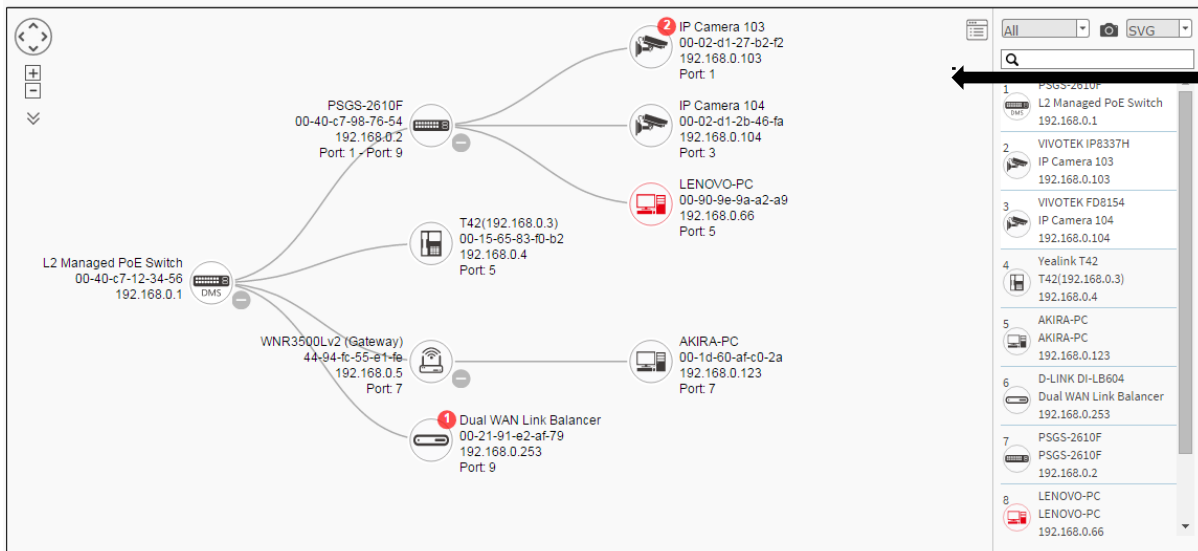 2
IP Camera 103
00-02-d1-27-b2-f2
192.168.0.103
Port: 1
PSGS-2610F
00-40-c7-98-76-54
192.168.0.2
Port: 1 - Port: 9
IP Camera 104
00-02-d1-2b-46-fa
192.168.0.104
Port: 3
LENOVO-PC
00-90-9e-9a-a2-a9
192.168.0.66
Port: 5
T42(192.168.0.3)
00-15-65-83-f0-b2
192.168.0.4
Port: 5
L2 Managed PoE Switch
00-40-c7-12-34-56
192.168.0.1
DMS
WNR3500Lv2 (Gateway)
44-94-fc-55-e1-fe
192.168.0.5
Port: 7
AKIRA-PC
00-1d-60-af-c0-2a
192.168.0.123
Port: 7
1
Dual WAN Link Balancer
00-21-91-e2-af-79
192.168.0.253
Port: 9
All
SVG
1
PSGS-2610F
DMS
L2 Managed PoE Switch
192.168.0.1
2
VIVOTEK IP8337H
IP Camera 103
192.168.0.103
3
VIVOTEK FD8154
IP Camera 104
192.168.0.104
4
Yealink T42
T42(192.168.0.3)
192.168.0.4
5
AKIRA-PC
AKIRA-PC
192.168.0.123
6
D-LINK DI-LB604
Dual WAN Link Balancer
192.168.0.253
7
PSGS-2610F
PSGS-2610F
192.168.0.2
8
LENOVO-PC
LENOVO-PC
192.168.0.66